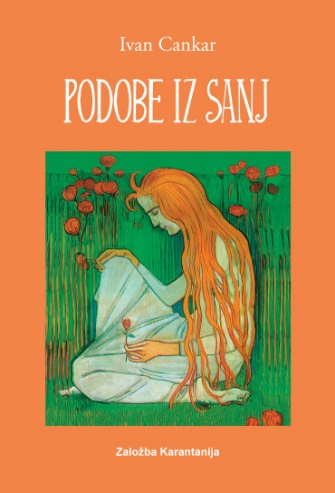 Ivan Cankar
PODOBE IZ SANJ
Založba Karantanija